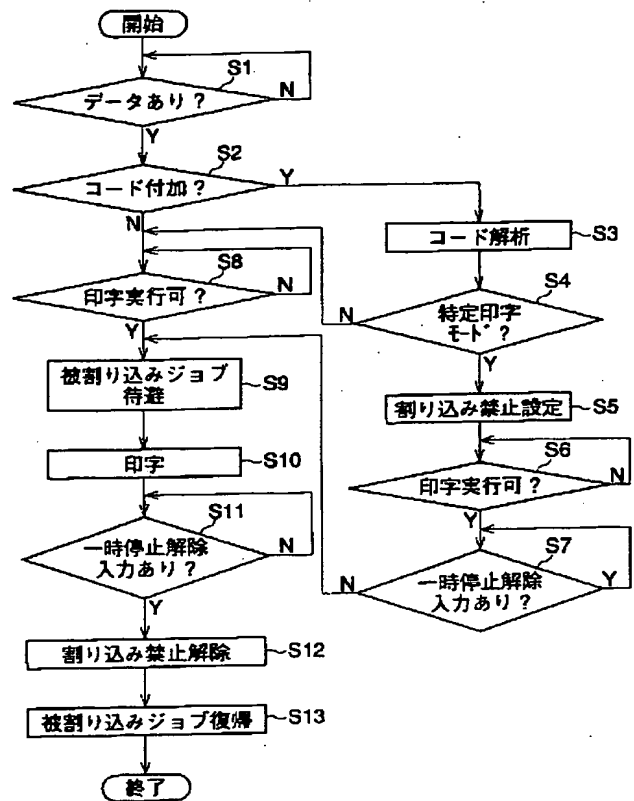 開始
S1
データあり?
N
Y
S2
コード付加?
Y
N
コード解析
S3
S8
印字実行可?
N
Y
S4
特定印字
モード?
N
Y
被割り込みジョブ
待避
S9
割り込み禁止設定
S5
印字
S10
S6
印字実行可?
N
Y
S11
一時停止解除
入力あり?
N
Y
S7
一時停止解除
入力あり?
N
Y
割り込み禁止解除
S12
被割り込みジョブ復帰
S13
終了